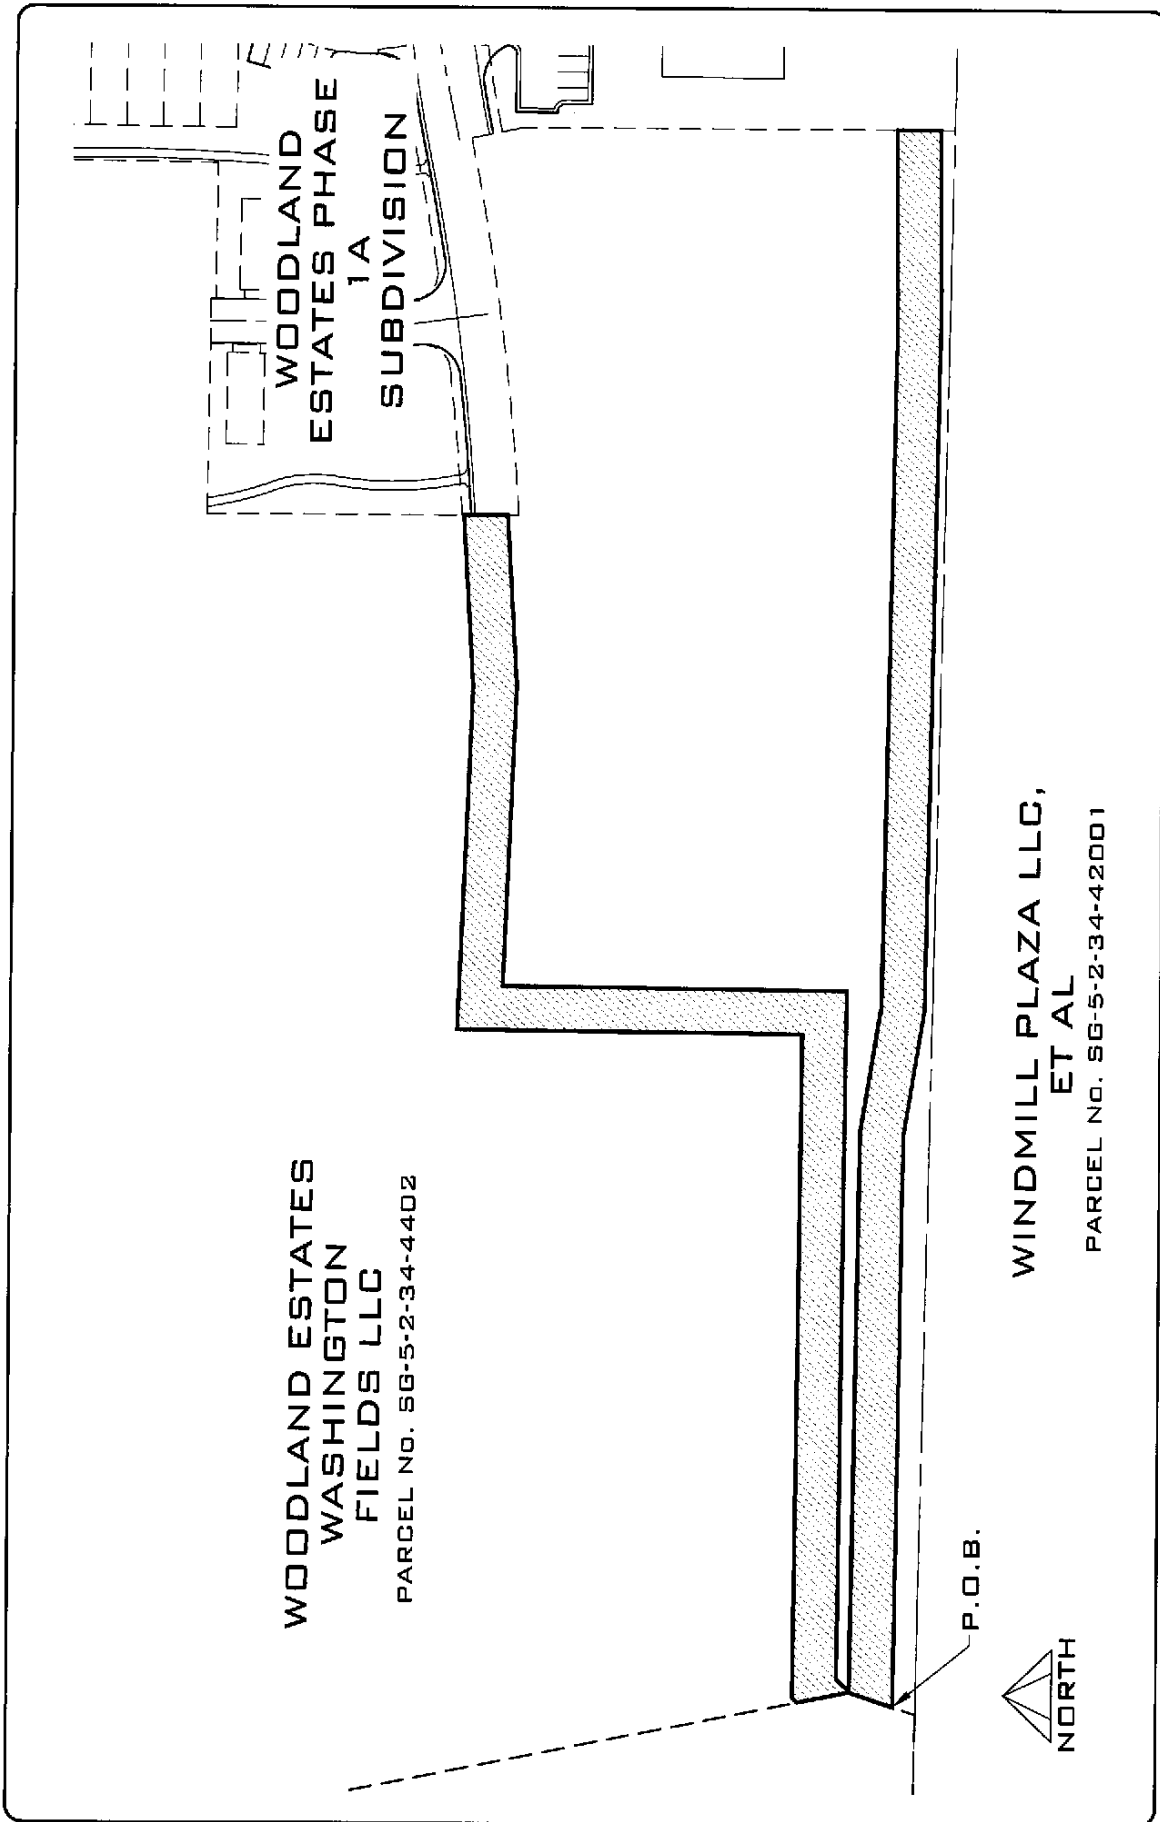 WOODLAND
ESTATES PHASE
1A
SUBDIVISION
WOODLAND ESTATES
WASHINGTON
FIELDS LLC
PARCEL No. SG-5-2-34-4402
WINDMILL PLAZA LLC,
ET AL
PARCEL No. SG-5-2-34-42001
P.O.B.
NORTH